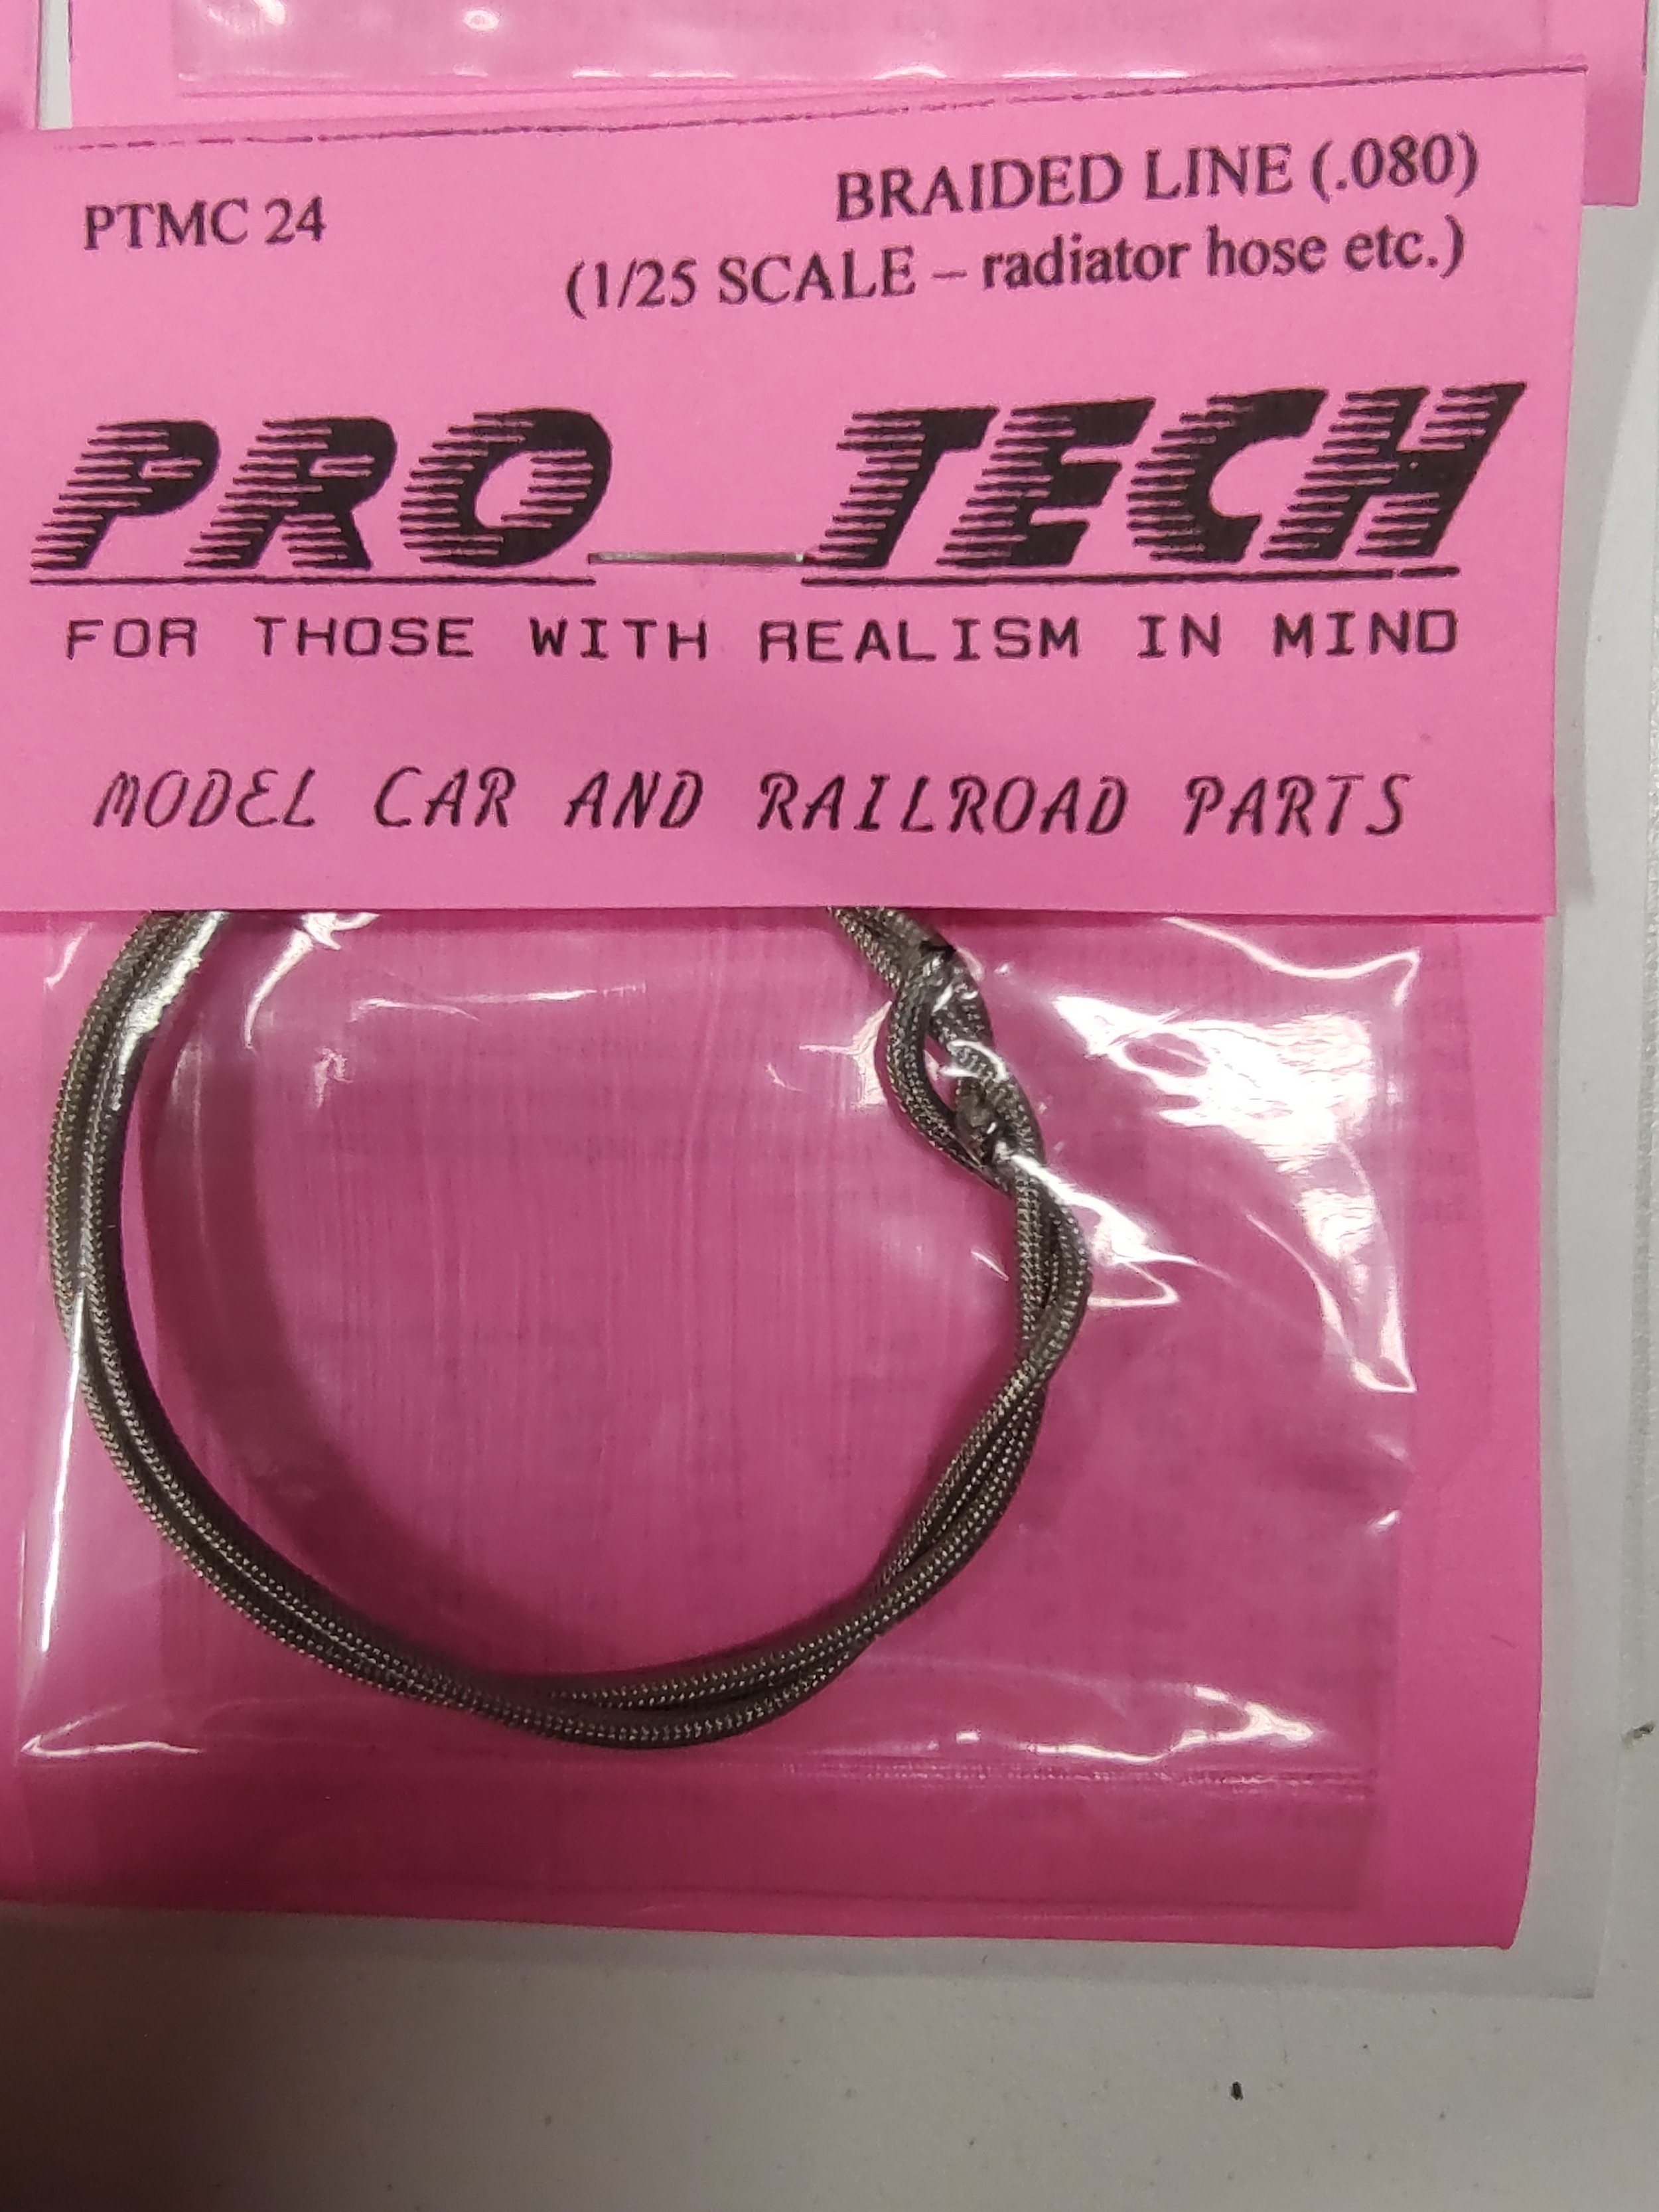 PTMC 24
BRAIDED LINE (.080)
(1/25 SCALE – radiator hose etc.)
PRO TECH
FOR THOSE WITH REALISM IN MIND
MODEL CAR AND RAILROAD PARTS